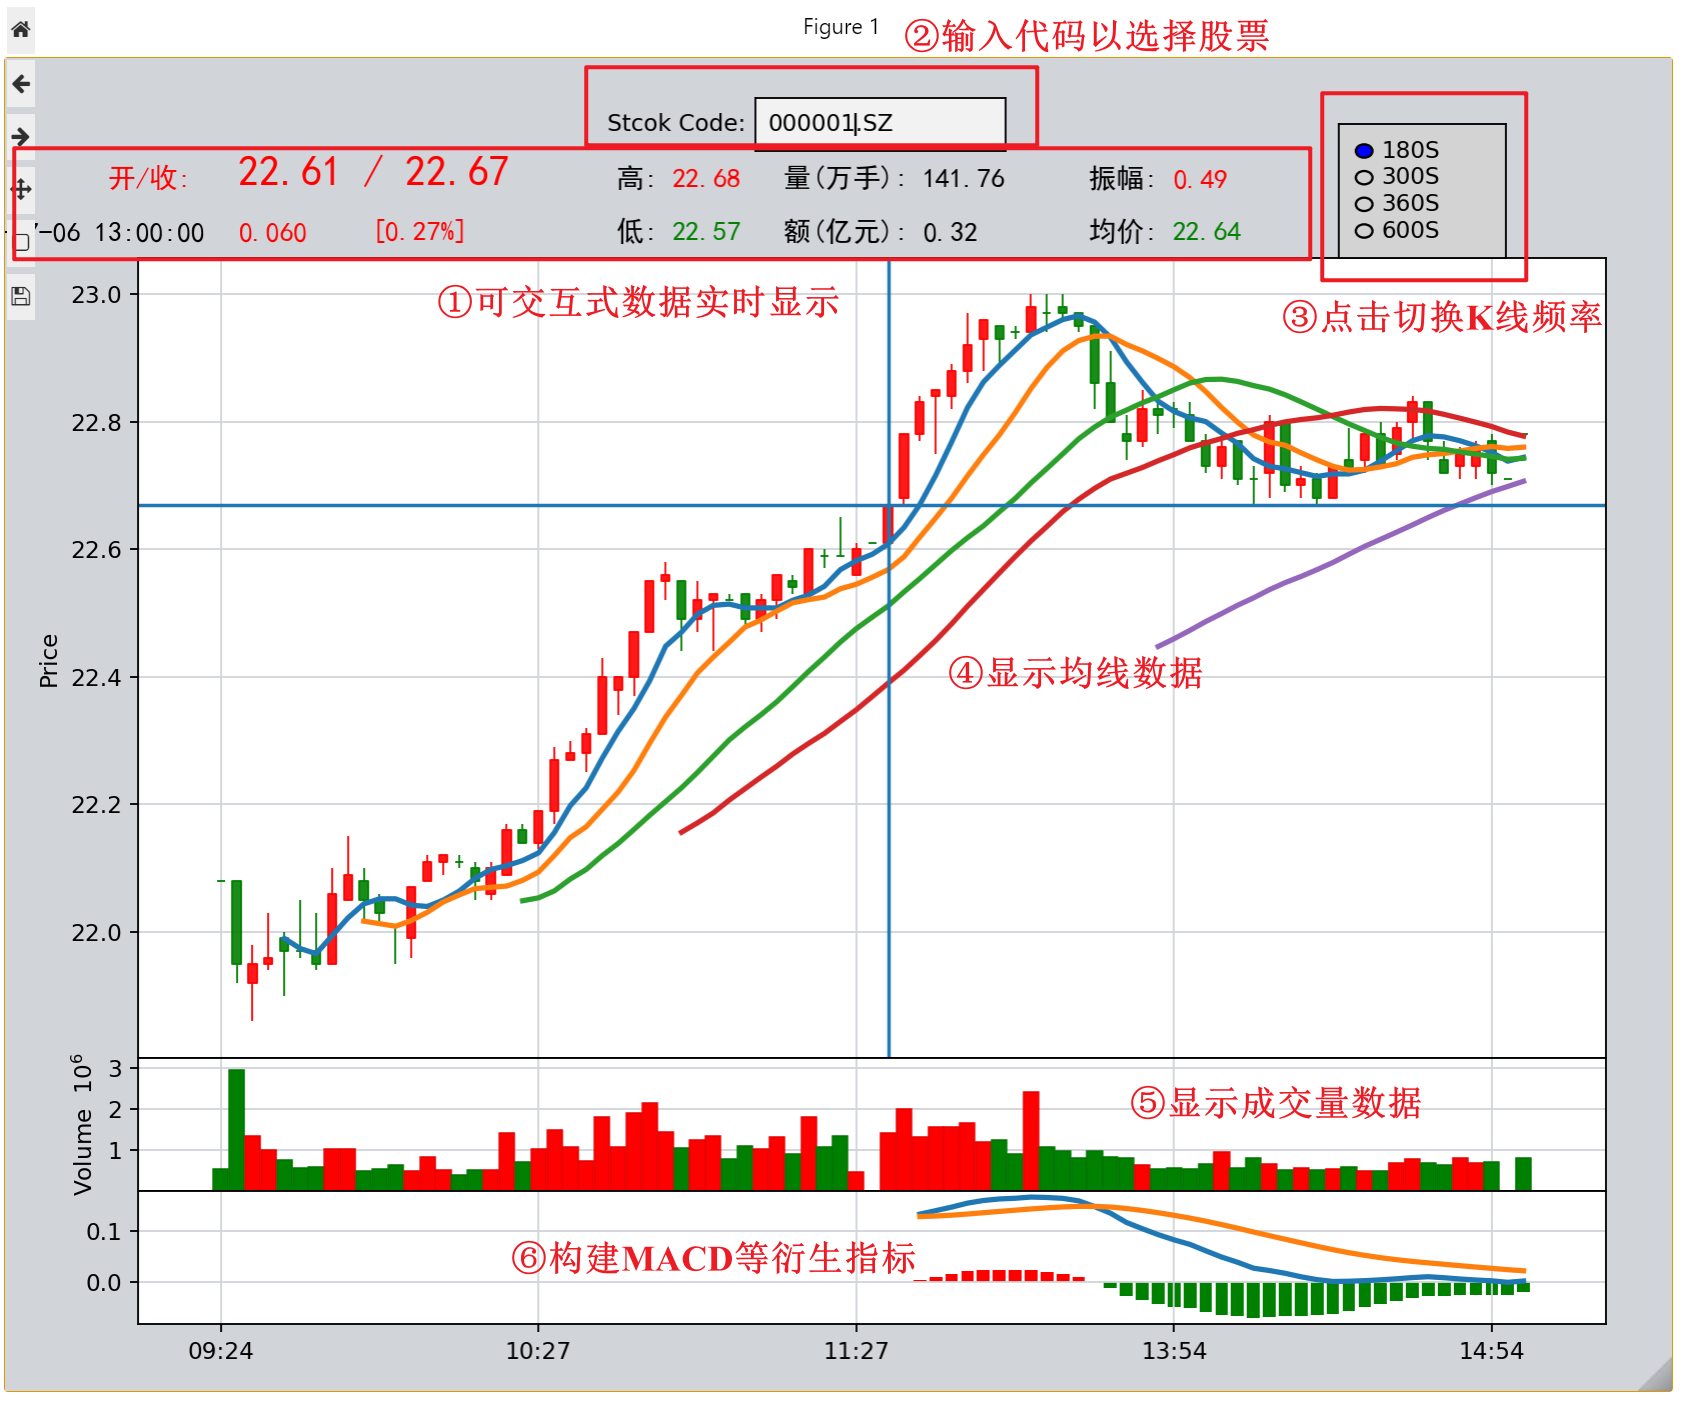 Figure 1
②输入代码以选择股票
Stcok Code: 000001.SZ
180S
300S
360S
600S
开/收: 22.61 / 22.67 高: 22.68 量(万手): 141.76 振幅: 0.49
7-06 13:00:00 0.060 [0.27%] 低: 22.57 额(亿元): 0.32 均价: 22.64
①可交互式数据实时显示
③点击切换K线频率
23.0
22.8
22.6
22.4
22.2
22.0
Price
④显示均线数据
Volume 10⁶
3
2
1
⑤显示成交量数据
0.1
0.0
⑥构建MACD等衍生指标
09:24 10:27 11:27 13:54 14:54